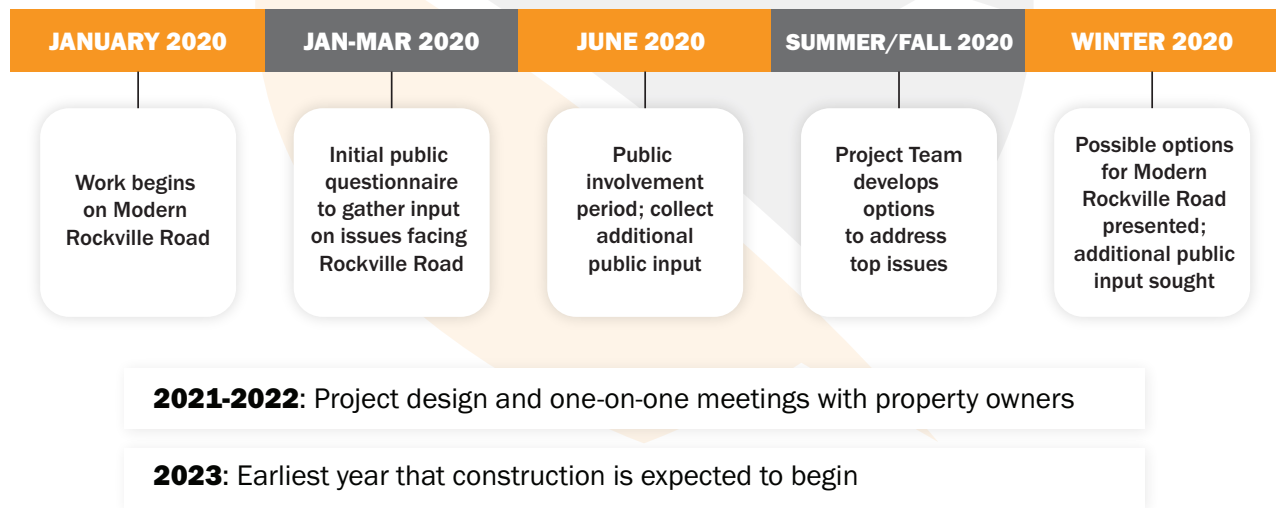 JANUARY 2020
JAN-MAR 2020
JUNE 2020
SUMMER/FALL 2020
WINTER 2020
Work begins
on Modern
Rockville Road
Initial public
questionnaire
to gather input
on issues facing
Rockville Road
Public
involvement
period; collect
additional
public input
Project Team
develops
options
to address
top issues
Possible options
for Modern
Rockville Road
presented;
additional public
input sought
2021-2022: Project design and one-on-one meetings with property owners
2023: Earliest year that construction is expected to begin